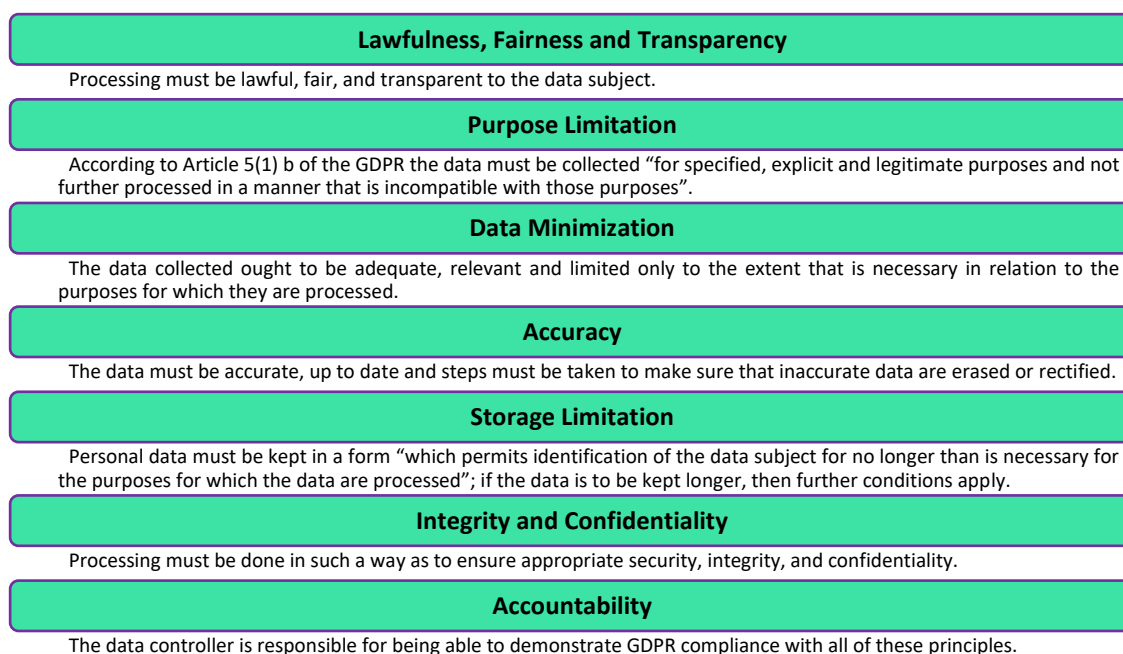 Lawfulness, Fairness and Transparency
Processing must be lawful, fair, and transparent to the data subject.
Purpose Limitation
According to Article 5(1) b of the GDPR the data must be collected “for specified, explicit and legitimate purposes and not
further processed in a manner that is incompatible with those purposes”.
Data Minimization
The data collected ought to be adequate, relevant and limited only to the extent that is necessary in relation to the
purposes for which they are processed.
Accuracy
The data must be accurate, up to date and steps must be taken to make sure that inaccurate data are erased or rectified.
Storage Limitation
Personal data must be kept in a form “which permits identification of the data subject for no longer than is necessary for
the purposes for which the data are processed”; if the data is to be kept longer, then further conditions apply.
Integrity and Confidentiality
Processing must be done in such a way as to ensure appropriate security, integrity, and confidentiality.
Accountability
The data controller is responsible for being able to demonstrate GDPR compliance with all of these principles.